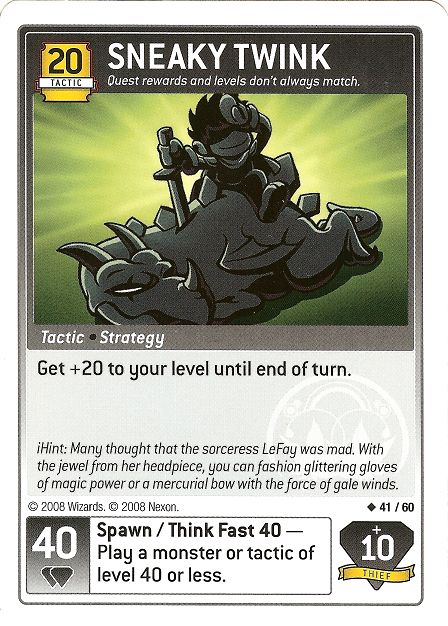 20
TACTIC
SNEAKY TWINK
Quest rewards and levels don't always match.
Tactic • Strategy
Get +20 to your level until end of turn.
iHint: Many thought that the sorceress LeFay was mad. With
the jewel from her headpiece, you can fashion glittering gloves
of magic power or a mercurial bow with the force of gale winds.
© 2008 Wizards. © 2008 Nexon.
◆ 41 / 60
40
Spawn / Think Fast 40 —
Play a monster or tactic of
level 40 or less.
+
10
THIEF